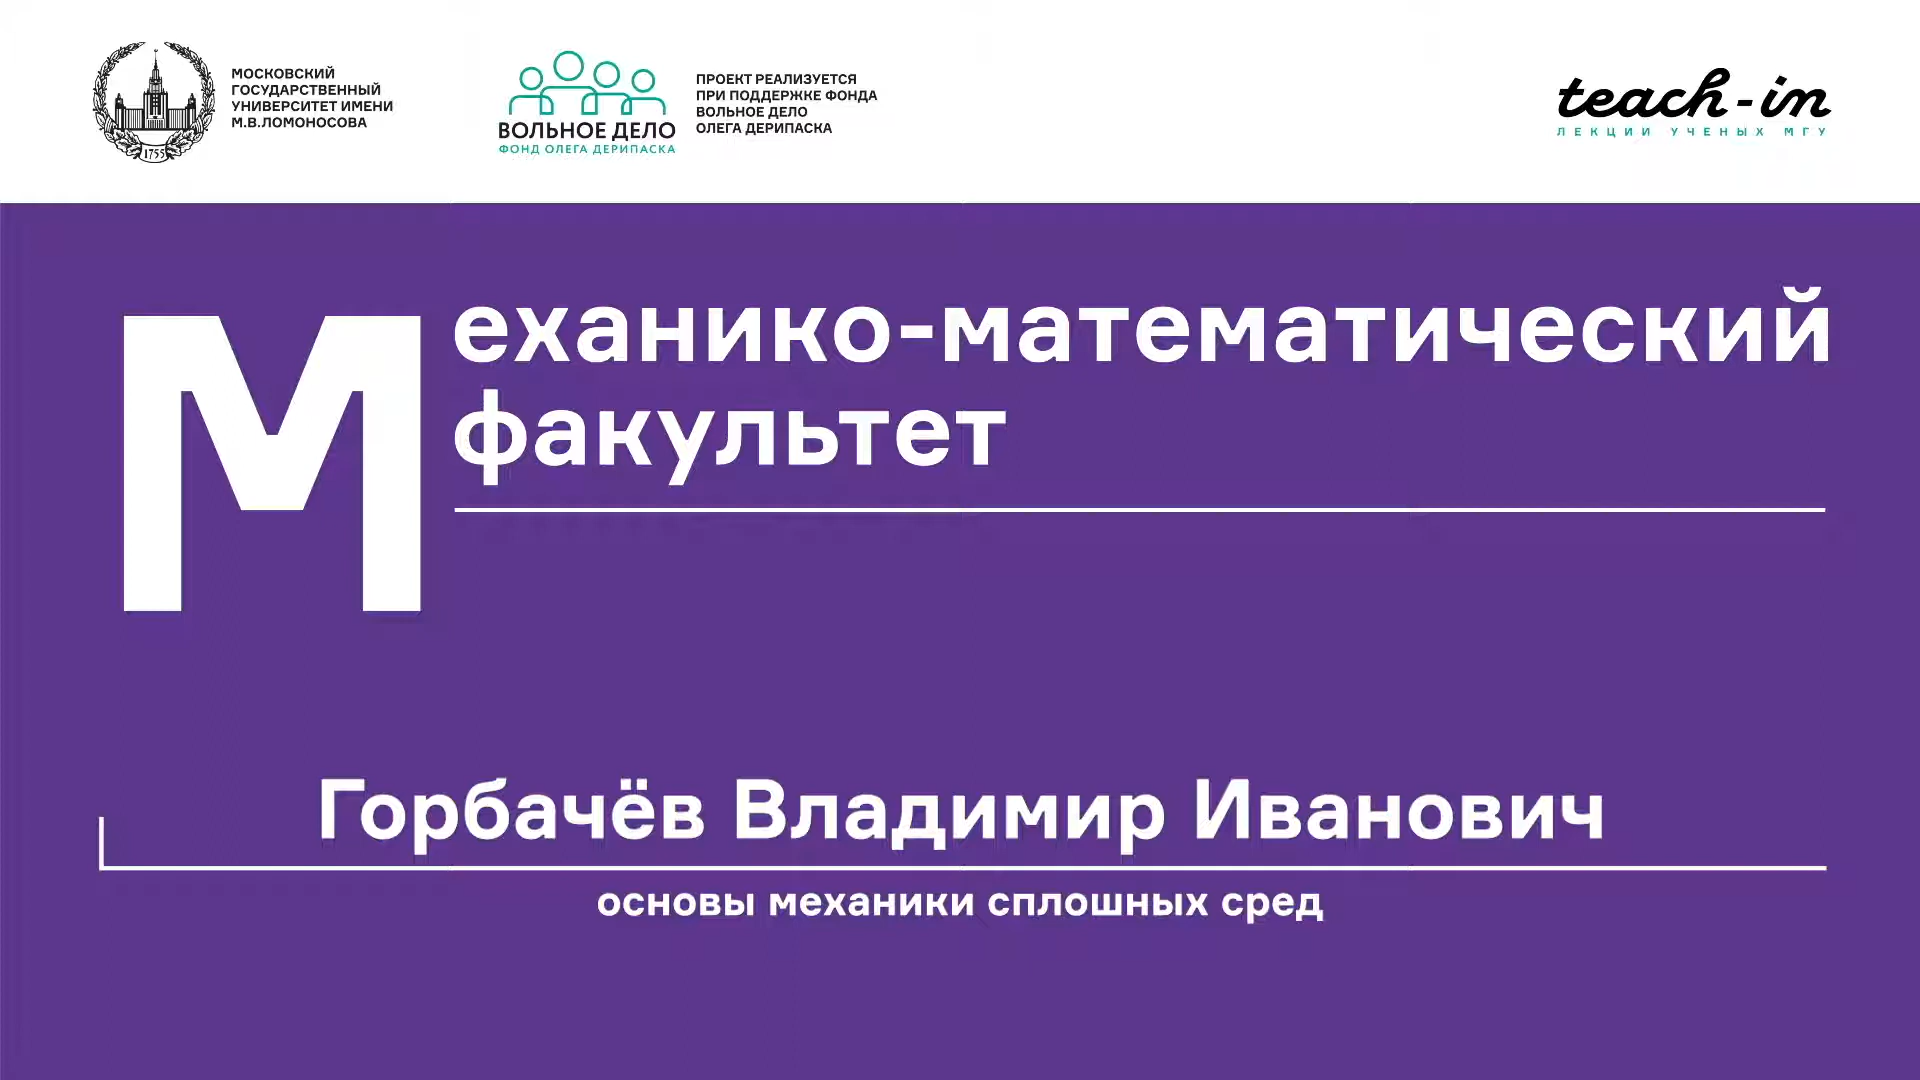 МОСКОВСКИЙ
ГОСУДАРСТВЕННЫЙ
УНИВЕРСИТЕТ ИМЕНИ
М.В.ЛОМОНОСОВА
1755
ВОЛЬНОЕ ДЕЛО
ФОНД ОЛЕГА ДЕРИПАСКА
ПРОЕКТ РЕАЛИЗУЕТСЯ
ПРИ ПОДДЕРЖКЕ ФОНДА
ВОЛЬНОЕ ДЕЛО
ОЛЕГА ДЕРИПАСКА
teach-in
ЛЕКЦИИ УЧЕНЫХ МГУ
Механико-математический
факультет
Горбачёв Владимир Иванович
основы механики сплошных сред